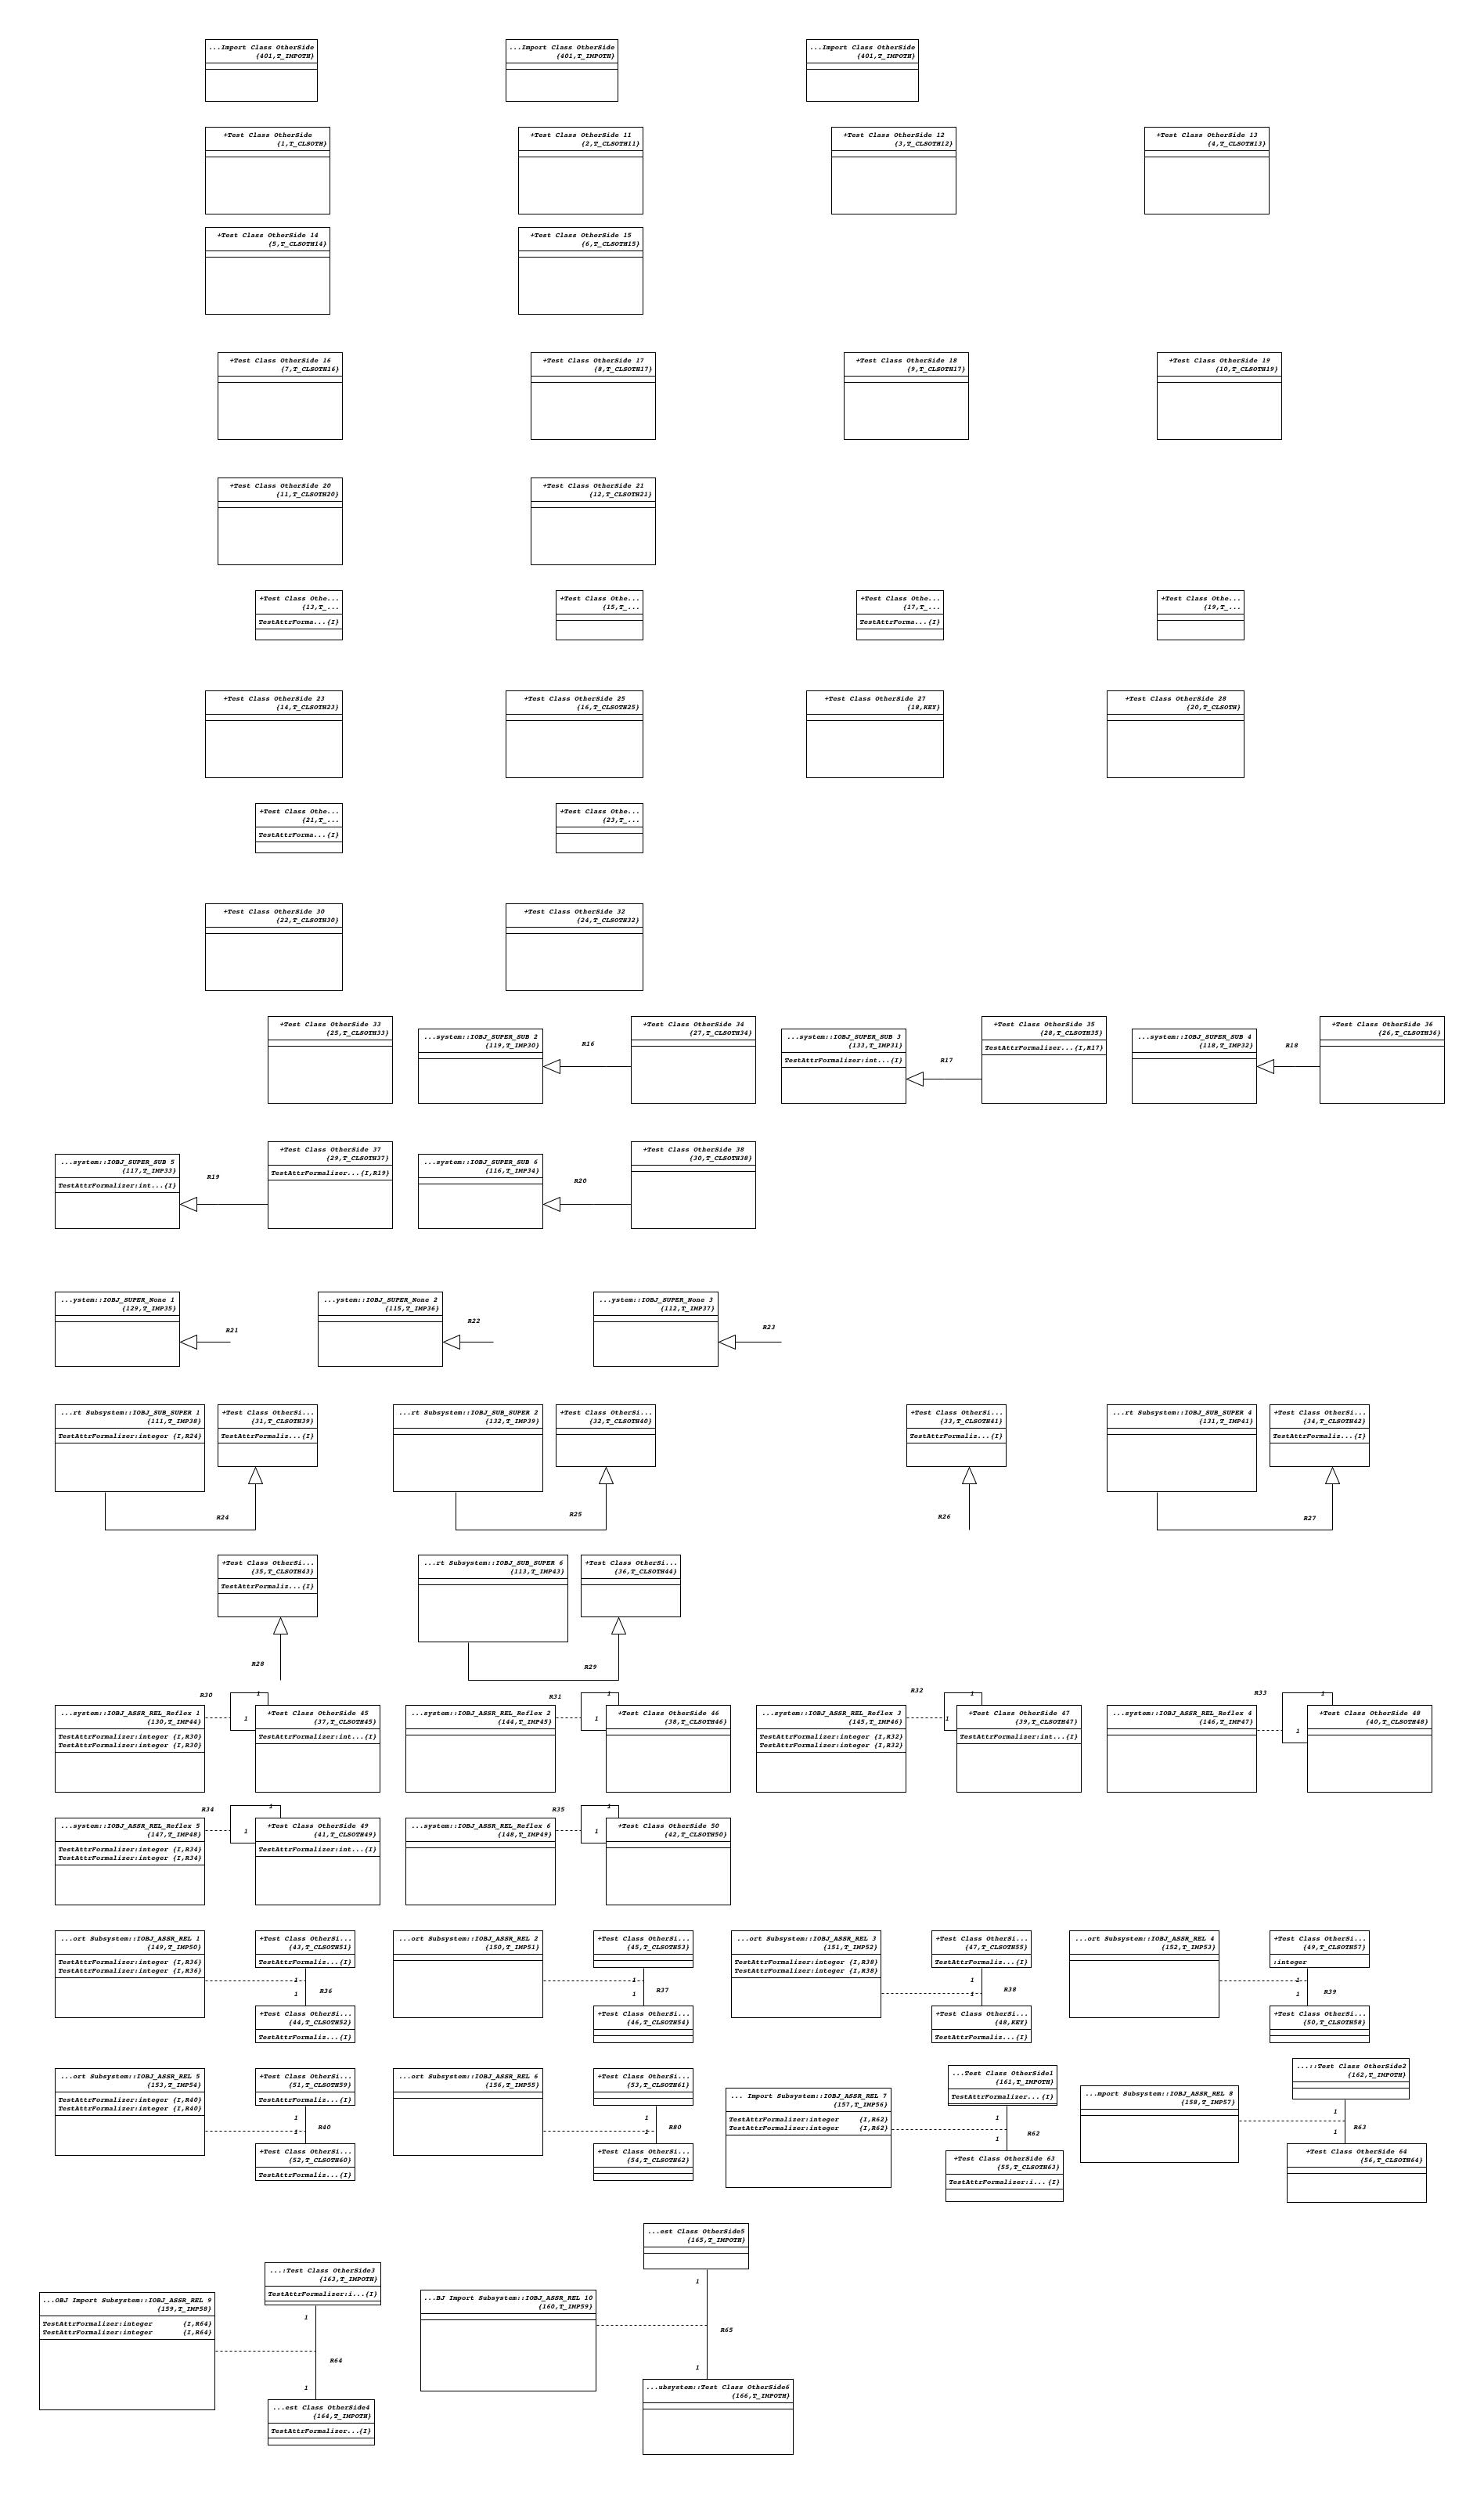 ...Import Class OtherSide
{401,T_IMPOTH}
...Import Class OtherSide
{401,T_IMPOTH}
...Import Class OtherSide
{401,T_IMPOTH}
+Test Class OtherSide
{1,T_CLSOTH}
+Test Class OtherSide 11
{2,T_CLSOTH11}
+Test Class OtherSide 12
{3,T_CLSOTH12}
+Test Class OtherSide 13
{4,T_CLSOTH13}
+Test Class OtherSide 14
{5,T_CLSOTH14}
+Test Class OtherSide 15
{6,T_CLSOTH15}
+Test Class OtherSide 16
{7,T_CLSOTH16}
+Test Class OtherSide 17
{8,T_CLSOTH17}
+Test Class OtherSide 18
{9,T_CLSOTH17}
+Test Class OtherSide 19
{10,T_CLSOTH19}
+Test Class OtherSide 20
{11,T_CLSOTH20}
+Test Class OtherSide 21
{12,T_CLSOTH21}
+Test Class Othe...
{13,T_...
TestAttrForma...{I}
+Test Class Othe...
{15,T_...
+Test Class Othe...
{17,T_...
TestAttrForma...{I}
+Test Class Othe...
{19,T_...
+Test Class OtherSide 23
{14,T_CLSOTH23}
+Test Class OtherSide 25
{16,T_CLSOTH25}
+Test Class OtherSide 27
{18,KEY}
+Test Class OtherSide 28
{20,T_CLSOTH}
+Test Class Othe...
{21,T_...
TestAttrForma...{I}
+Test Class Othe...
{23,T_...
+Test Class OtherSide 30
{22,T_CLSOTH30}
+Test Class OtherSide 32
{24,T_CLSOTH32}
+Test Class OtherSide 33
{25,T_CLSOTH33}
...system::IOBJ_SUPER_SUB 2
{119,T_IMP30}
R16
+Test Class OtherSide 34
{27,T_CLSOTH34}
...system::IOBJ_SUPER_SUB 3
{133,T_IMP31}
TestAttrFormalizer:int...{I}
R17
+Test Class OtherSide 35
{28,T_CLSOTH35}
TestAttrFormalizer...{I,R17}
...system::IOBJ_SUPER_SUB 4
{118,T_IMP32}
R18
+Test Class OtherSide 36
{26,T_CLSOTH36}
...system::IOBJ_SUPER_SUB 5
{117,T_IMP33}
TestAttrFormalizer:int...{I}
R19
+Test Class OtherSide 37
{29,T_CLSOTH37}
TestAttrFormalizer...{I,R19}
...system::IOBJ_SUPER_SUB 6
{116,T_IMP34}
R20
+Test Class OtherSide 38
{30,T_CLSOTH38}
...ystem::IOBJ_SUPER_None 1
{129,T_IMP35}
R21
...ystem::IOBJ_SUPER_None 2
{115,T_IMP36}
R22
...ystem::IOBJ_SUPER_None 3
{112,T_IMP37}
R23
...rt Subsystem::IOBJ_SUB_SUPER 1
{111,T_IMP38}
TestAttrFormalizer:integer {I,R24}
+Test Class OtherSi...
{31,T_CLSOTH39}
TestAttrFormaliz...{I}
R24
...rt Subsystem::IOBJ_SUB_SUPER 2
{132,T_IMP39}
+Test Class OtherSi...
{32,T_CLSOTH40}
R25
+Test Class OtherSi...
{33,T_CLSOTH41}
TestAttrFormaliz...{I}
R26
...rt Subsystem::IOBJ_SUB_SUPER 4
{131,T_IMP41}
+Test Class OtherSi...
{34,T_CLSOTH42}
TestAttrFormaliz...{I}
R27
+Test Class OtherSi...
{35,T_CLSOTH43}
TestAttrFormaliz...{I}
R28
...rt Subsystem::IOBJ_SUB_SUPER 6
{113,T_IMP43}
+Test Class OtherSi...
{36,T_CLSOTH44}
R29
...system::IOBJ_ASSR_REL_Reflex 1
{130,T_IMP44}
TestAttrFormalizer:integer {I,R30}
TestAttrFormalizer:integer {I,R30}
R30
1
1
+Test Class OtherSide 45
{37,T_CLSOTH45}
TestAttrFormalizer:int...{I}
...system::IOBJ_ASSR_REL_Reflex 2
{144,T_IMP45}
R31
1
1
+Test Class OtherSide 46
{38,T_CLSOTH46}
...system::IOBJ_ASSR_REL_Reflex 3
{145,T_IMP46}
TestAttrFormalizer:integer {I,R32}
TestAttrFormalizer:integer {I,R32}
R32
1
1
+Test Class OtherSide 47
{39,T_CLSOTH47}
TestAttrFormalizer:int...{I}
...system::IOBJ_ASSR_REL_Reflex 4
{146,T_IMP47}
R33
1
1
+Test Class OtherSide 48
{40,T_CLSOTH48}
...system::IOBJ_ASSR_REL_Reflex 5
{147,T_IMP48}
TestAttrFormalizer:integer {I,R34}
TestAttrFormalizer:integer {I,R34}
R34
1
1
+Test Class OtherSide 49
{41,T_CLSOTH49}
TestAttrFormalizer:int...{I}
...system::IOBJ_ASSR_REL_Reflex 6
{148,T_IMP49}
R35
1
1
+Test Class OtherSide 50
{42,T_CLSOTH50}
...ort Subsystem::IOBJ_ASSR_REL 1
{149,T_IMP50}
TestAttrFormalizer:integer {I,R36}
TestAttrFormalizer:integer {I,R36}
+Test Class OtherSi...
{43,T_CLSOTH51}
TestAttrFormaliz...{I}
1
1
R36
+Test Class OtherSi...
{44,T_CLSOTH52}
TestAttrFormaliz...{I}
...ort Subsystem::IOBJ_ASSR_REL 2
{150,T_IMP51}
+Test Class OtherSi...
{45,T_CLSOTH53}
1
1
R37
+Test Class OtherSi...
{46,T_CLSOTH54}
...ort Subsystem::IOBJ_ASSR_REL 3
{151,T_IMP52}
TestAttrFormalizer:integer {I,R38}
TestAttrFormalizer:integer {I,R38}
+Test Class OtherSi...
{47,T_CLSOTH55}
TestAttrFormaliz...{I}
1
1
R38
+Test Class OtherSi...
{48,KEY}
TestAttrFormaliz...{I}
...ort Subsystem::IOBJ_ASSR_REL 4
{152,T_IMP53}
+Test Class OtherSi...
{49,T_CLSOTH57}
:integer
1
1
R39
+Test Class OtherSi...
{50,T_CLSOTH58}
...ort Subsystem::IOBJ_ASSR_REL 5
{153,T_IMP54}
TestAttrFormalizer:integer {I,R40}
TestAttrFormalizer:integer {I,R40}
+Test Class OtherSi...
{51,T_CLSOTH59}
1
1
R40
+Test Class OtherSi...
{52,T_CLSOTH60}
TestAttrFormaliz...{I}
...ort Subsystem::IOBJ_ASSR_REL 6
{156,T_IMP55}
+Test Class OtherSi...
{53,T_CLSOTH61}
1
1
R80
+Test Class OtherSi...
{54,T_CLSOTH62}
... Import Subsystem::IOBJ_ASSR_REL 7
{157,T_IMP56}
TestAttrFormalizer:integer {I,R62}
TestAttrFormalizer:integer {I,R62}
...Test Class OtherSide1
{161,T_IMPOTH}
TestAttrFormalizer...{I}
1
1
R62
+Test Class OtherSide 63
{55,T_CLSOTH63}
TestAttrFormalizer:i...{I}
...mport Subsystem::IOBJ_ASSR_REL 8
{158,T_IMP57}
...::Test Class OtherSide2
{162,T_IMPOTH}
1
1
R63
+Test Class OtherSide 64
{56,T_CLSOTH64}
...OBJ Import Subsystem::IOBJ_ASSR_REL 9
{159,T_IMP58}
TestAttrFormalizer:integer {I,R64}
TestAttrFormalizer:integer {I,R64}
...:Test Class OtherSide3
{163,T_IMPOTH}
TestAttrFormalizer:i...{I}
1
R64
1
...est Class OtherSide4
{164,T_IMPOTH}
TestAttrFormalizer...{I}
...BJ Import Subsystem::IOBJ_ASSR_REL 10
{160,T_IMP59}
...est Class OtherSide5
{165,T_IMPOTH}
1
R65
1
...ubsystem::Test Class OtherSide6
{166,T_IMPOTH}